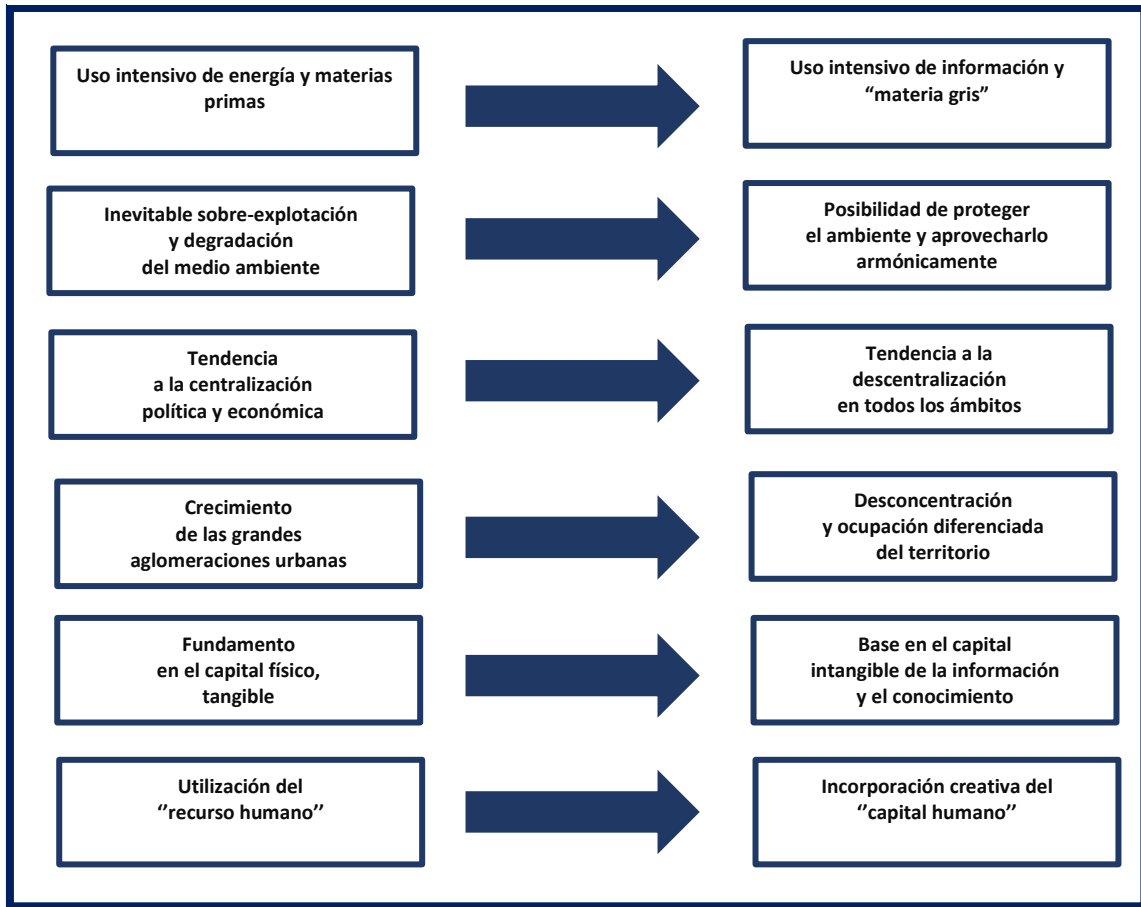 Uso intensivo de energía y materias
primas
Uso intensivo de información y
“materia gris”
Inevitable sobre-explotación
y degradación
del medio ambiente
Posibilidad de proteger
el ambiente y aprovecharlo
armónicamente
Tendencia
a la centralización
política y económica
Tendencia a la
descentralización
en todos los ámbitos
Crecimiento
de las grandes
aglomeraciones urbanas
Desconcentración
y ocupación diferenciada
del territorio
Fundamento
en el capital físico,
tangible
Base en el capital
intangible de la información
y el conocimiento
Utilización del
‘’recurso humano’’
Incorporación creativa del
‘’capital humano’’